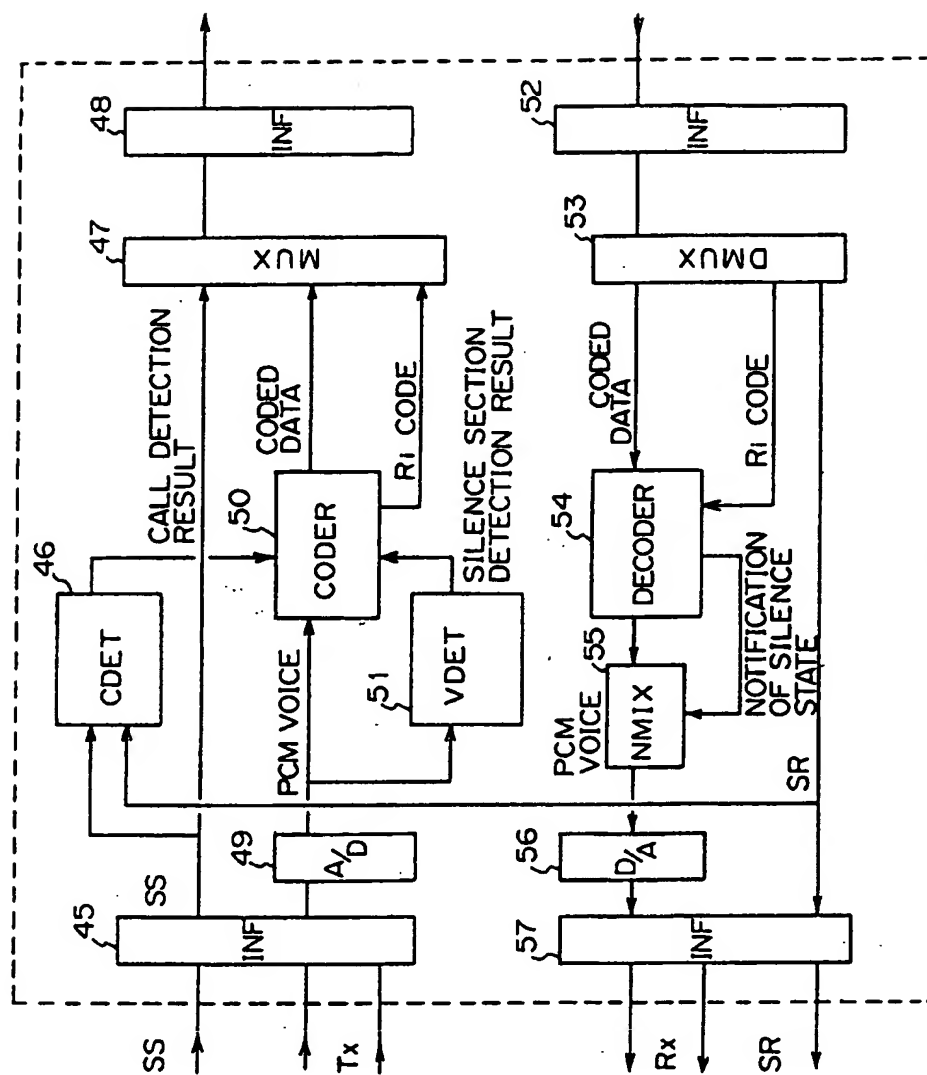 46
CDET
CALL DETECTION
RESULT
47
MUX
48
INF
SS
45
INF
SS
Tx
49
A/D
PCM VOICE
50
CODER
CODED
DATA
Ri CODE
51
VDET
SILENCE SECTION
DETECTION RESULT
52
INF
53
DMUX
CODED
DATA
Ri CODE
54
DECODER
55
NMIX
PCM
VOICE
NOTIFICATION
OF SILENCE
STATE
SR
56
D/A
57
INF
Rx
SR